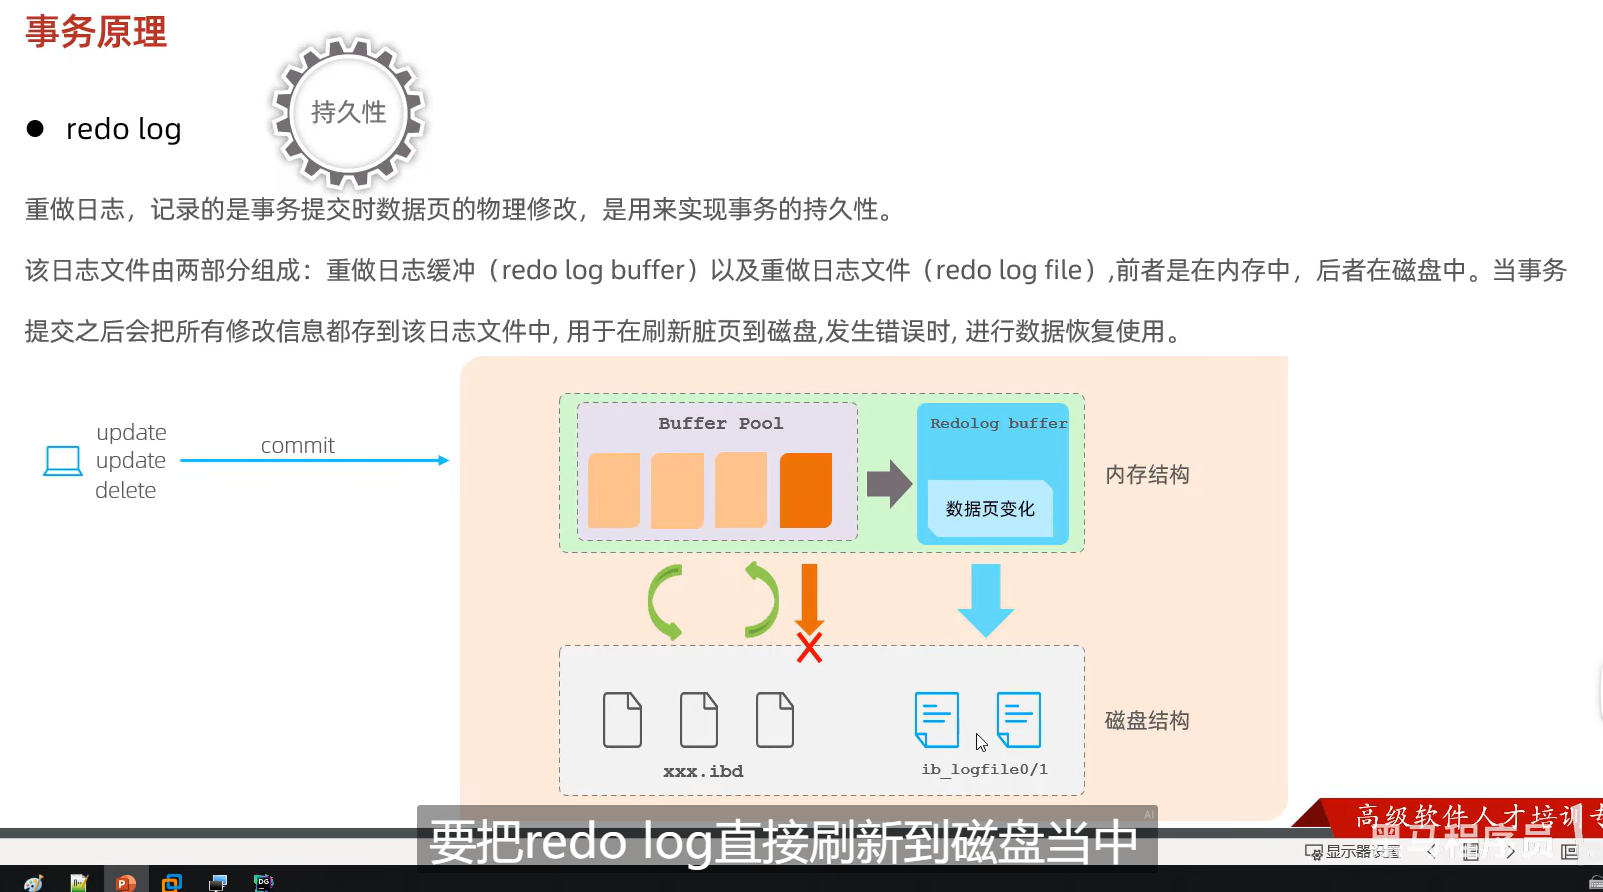 事务原理
持久性
redo log
重做日志，记录的是事务提交时数据页的物理修改，是用来实现事务的持久性。
该日志文件由两部分组成：重做日志缓冲（redo log buffer）以及重做日志文件（redo log file）,前者是在内存中，后者在磁盘中。当事务
提交之后会把所有修改信息都存到该日志文件中, 用于在刷新脏页到磁盘,发生错误时, 进行数据恢复使用。
update
update
delete
commit
Buffer Pool
Redolog buffer
数据页变化
内存结构
磁盘结构
xxx.ibd
ib_logfile0/1
高级软件人才培训专
黑马程序员
AI
要把redo log直接刷新到磁盘当中
显示器设置
P
DG